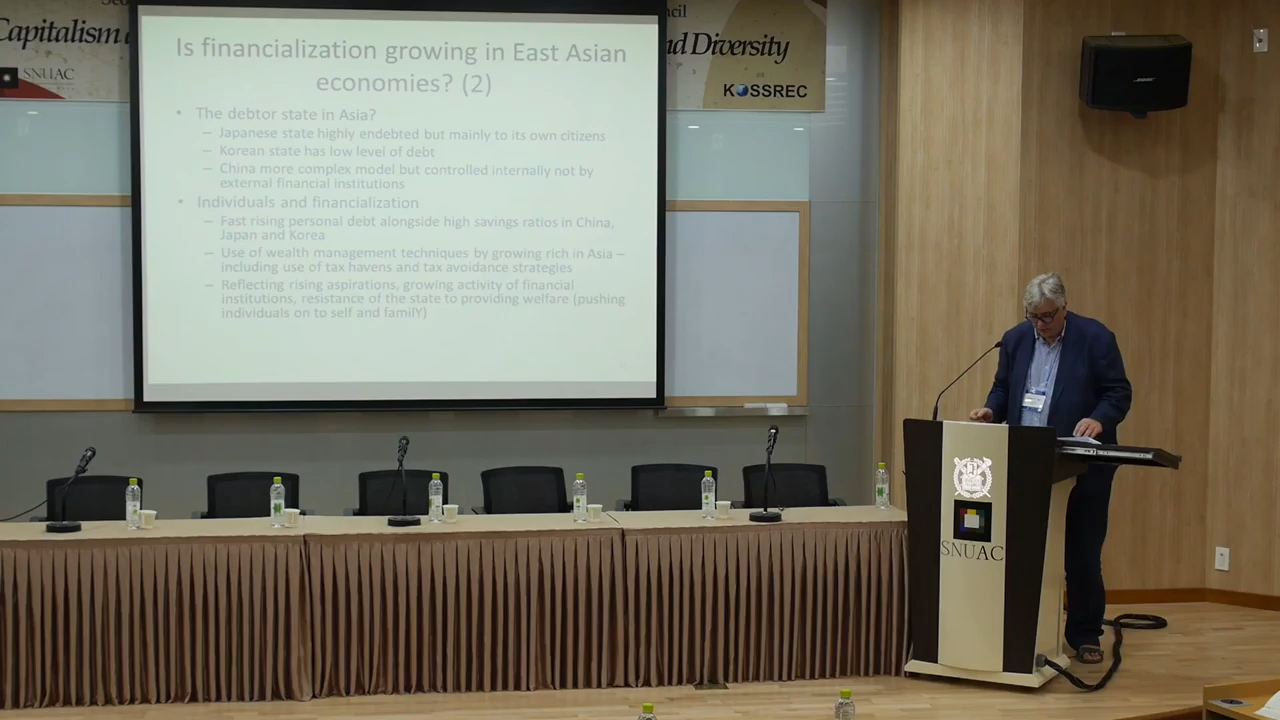 Seo
ncil
Capitalism a
nd Diversity
SNUAC
KOSSREC
BOSE
Is financialization growing in East Asian
economies? (2)
• The debtor state in Asia?
– Japanese state highly endebted but mainly to its own citizens
– Korean state has low level of debt
– China more complex model but controlled internally not by
external financial institutions
• Individuals and financialization
– Fast rising personal debt alongside high savings ratios in China,
Japan and Korea
– Use of wealth management techniques by growing rich in Asia –
including use of tax havens and tax avoidance strategies
– Reflecting rising aspirations, growing activity of financial
institutions, resistance of the state to providing welfare (pushing
individuals on to self and familY)
SNUAC